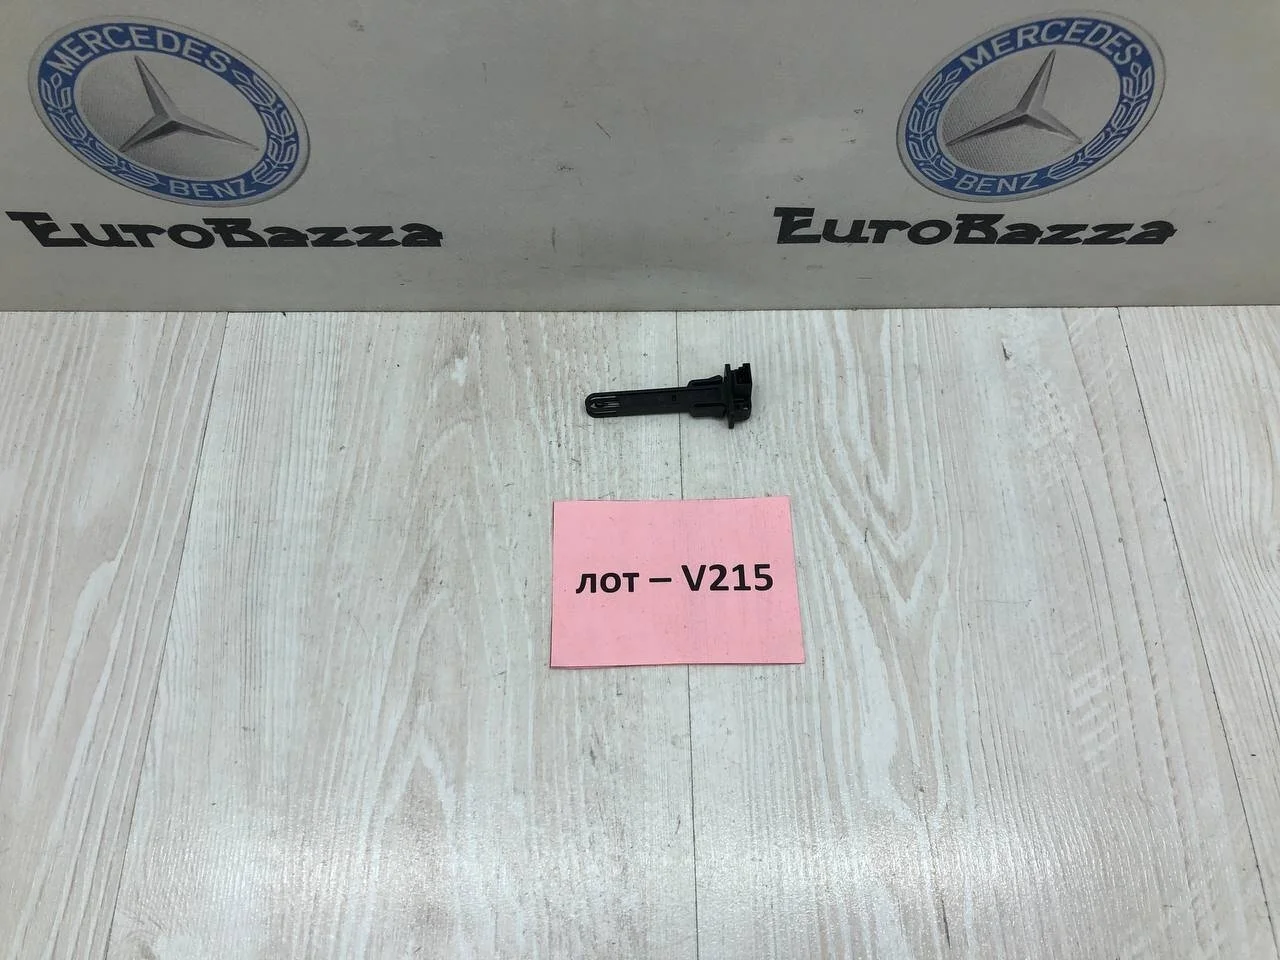 MERCEDES
BENZ
EuroBazza
MERCEDES
BENZ
EuroBazza
лот – V215